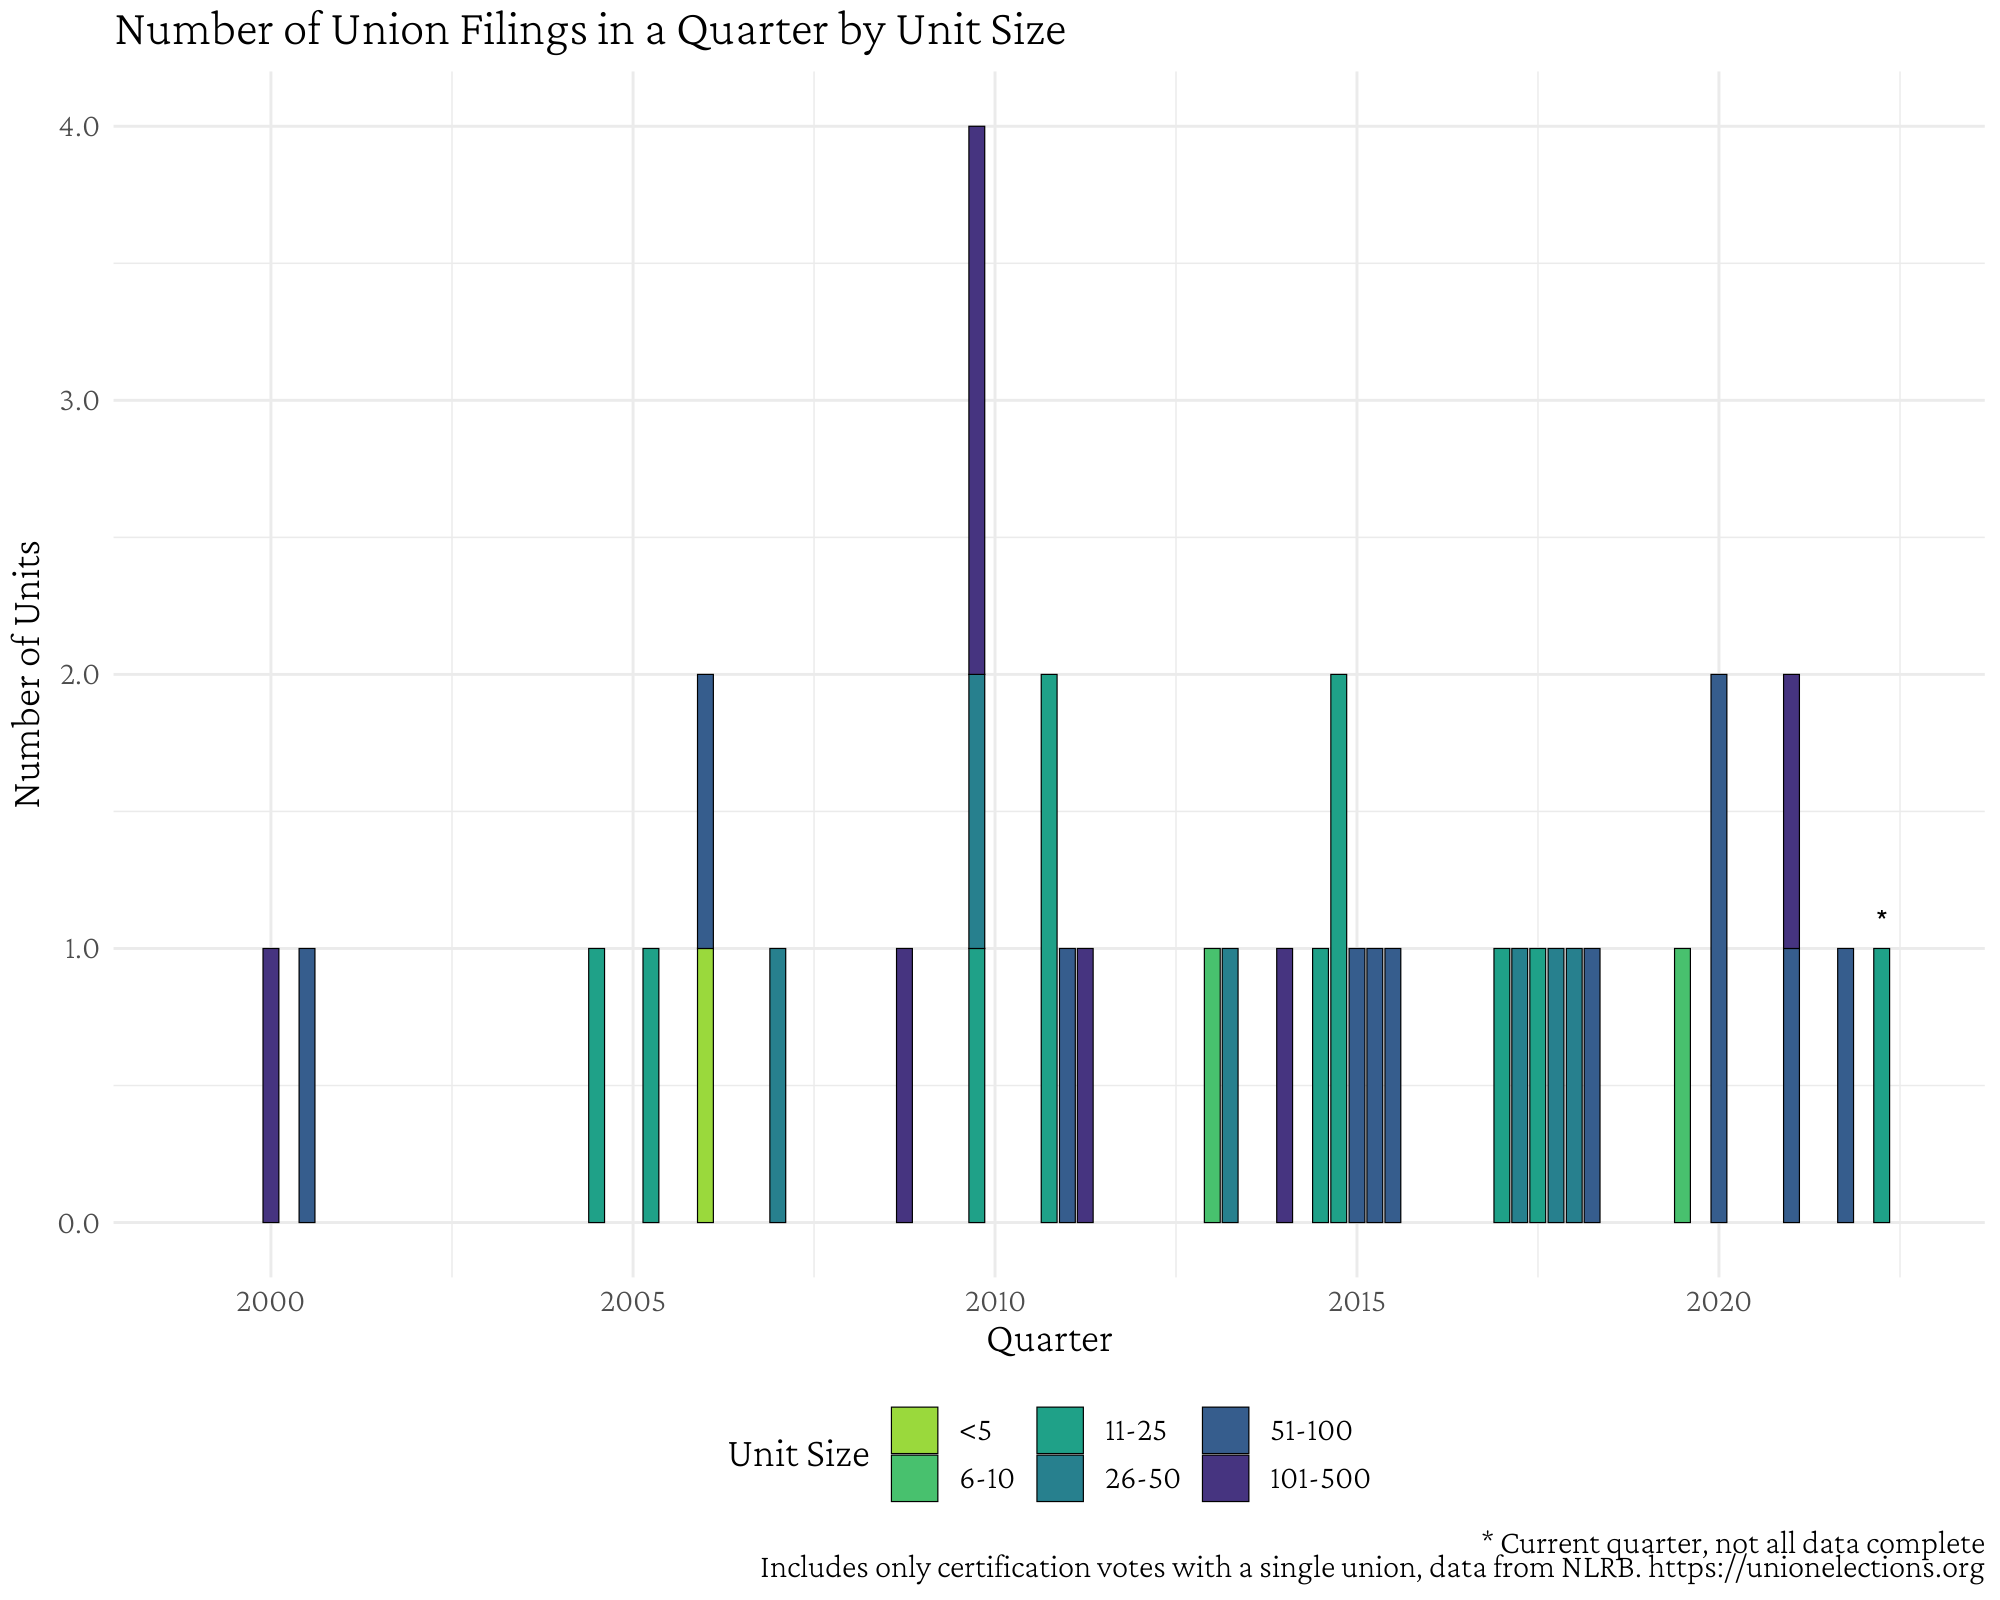 Number of Union Filings in a Quarter by Unit Size
Number of Units
4.0
3.0
2.0
1.0
0.0
*
2000 2005 2010 2015 2020
Quarter
Unit Size
<5 11-25 51-100
6-10 26-50 101-500
* Current quarter, not all data complete
Includes only certification votes with a single union, data from NLRB. https://unionelections.org